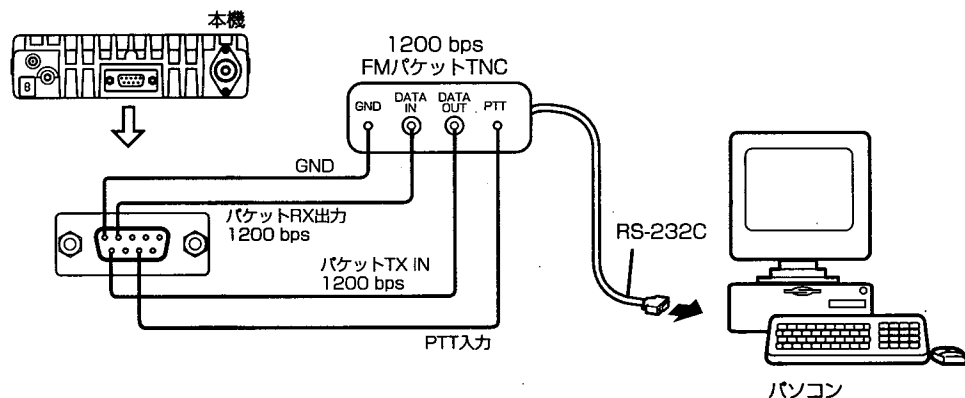 本機
1200 bps
FMパケットTNC
GND
DATA
IN
DATA
OUT
PTT
8
GND
パケットRX出力
1200 bps
RS-232C
パケットTX IN
1200 bps
PTT入力
パソコン